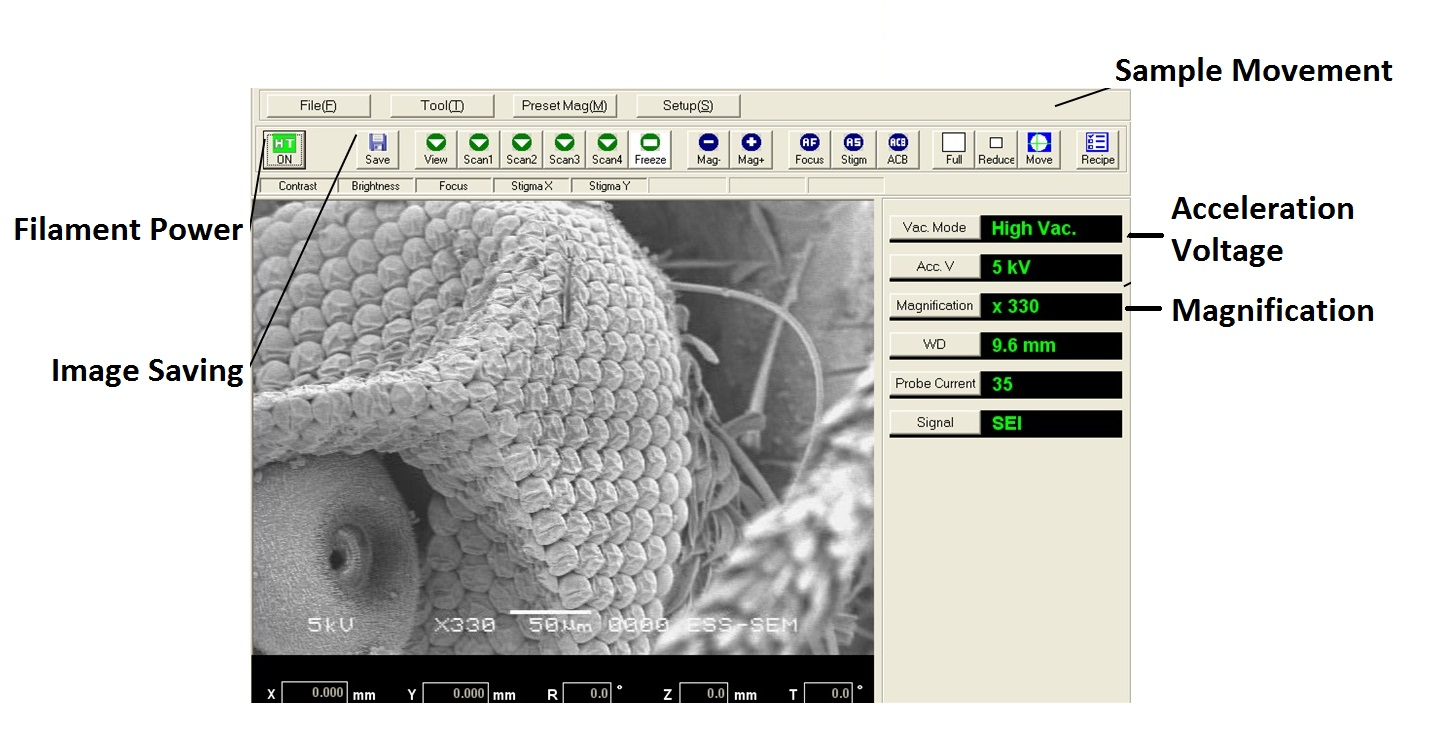 Sample Movement
File(F) Tool(T) Preset Mag(M) Setup(S)
HT
ON Save View Scan1 Scan2 Scan3 Scan4 Freeze Mag- Mag+ AF Focus AS Stigm ACB ACB Full Reduce Move Recipe
Contrast Brightness Focus Stigma X Stigma Y
Filament Power
Image Saving
Vac. Mode High Vac.
Acc. V 5 kV
Magnification x 330
WD 9.6 mm
Probe Current 35
Signal SEI
Acceleration
Voltage
Magnification
5kV X330 50µm 0000 ESS-SEM
X 0.000 mm Y 0.000 mm R 0.0 ° Z 0.0 mm T 0.0 °